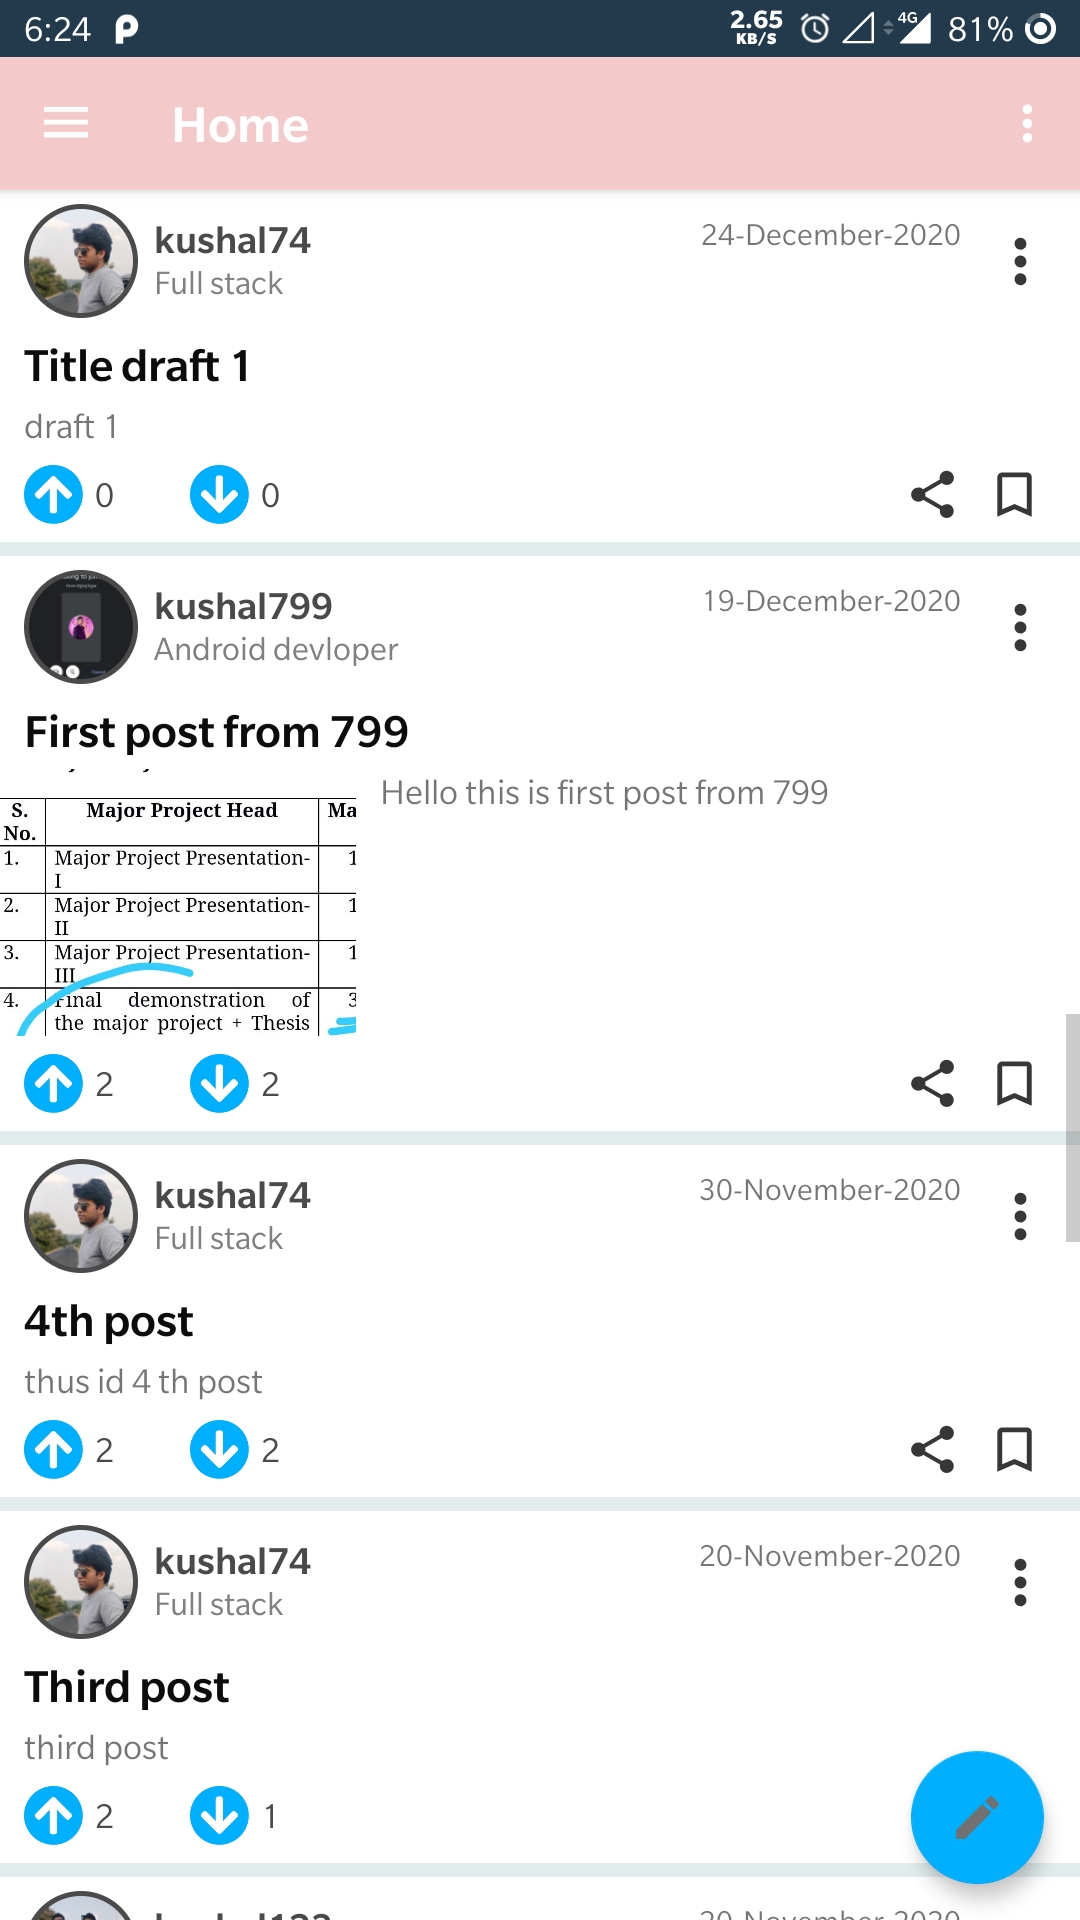 6:24
2.65
KB/S
4G
81%
Home
kushal74
24-December-2020
Full stack
Title draft 1
draft 1
0
0
kushal799
19-December-2020
Android devloper
First post from 799
Hello this is first post from 799
S. Major Project Head Ma
No.
1. Major Project Presentation- 1
I
2. Major Project Presentation- 1
II
3. Major Project Presentation- 1
III
4. Final demonstration of 3
the major project + Thesis
2
2
kushal74
30-November-2020
Full stack
4th post
thus id 4 th post
2
2
kushal74
20-November-2020
Full stack
Third post
third post
2
1